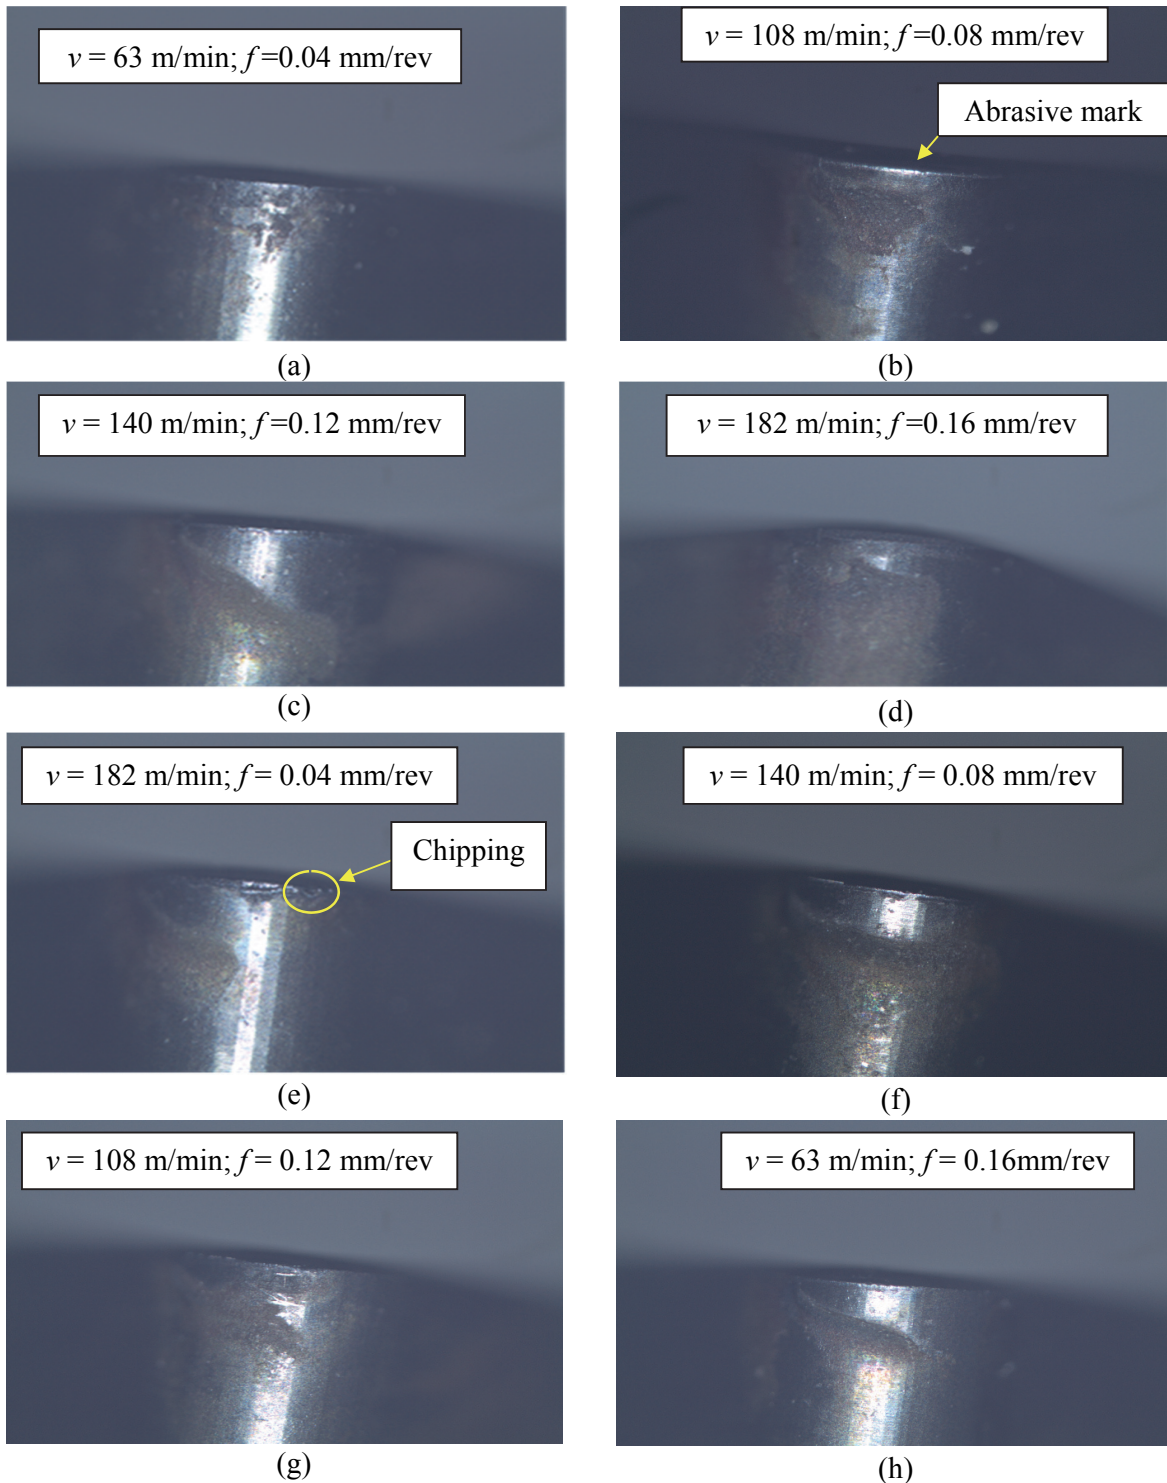 v = 63 m/min; f =0.04 mm/rev
v = 108 m/min; f =0.08 mm/rev
Abrasive mark
(a)
(b)
v = 140 m/min; f =0.12 mm/rev
v = 182 m/min; f =0.16 mm/rev
(c)
(d)
v = 182 m/min; f = 0.04 mm/rev
v = 140 m/min; f = 0.08 mm/rev
Chipping
(e)
(f)
v = 108 m/min; f = 0.12 mm/rev
v = 63 m/min; f = 0.16mm/rev
(g)
(h)